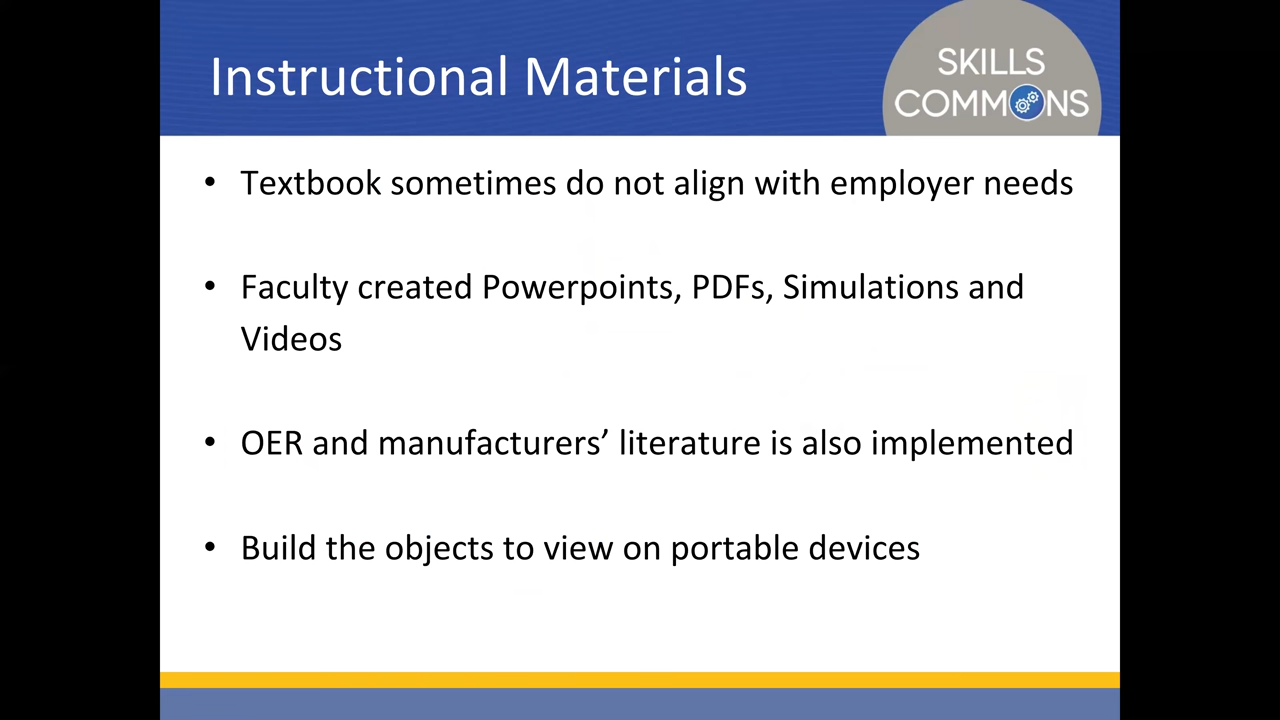 Instructional Materials
SKILLS
COMMONS
• Textbook sometimes do not align with employer needs
• Faculty created Powerpoints, PDFs, Simulations and
Videos
• OER and manufacturers’ literature is also implemented
• Build the objects to view on portable devices